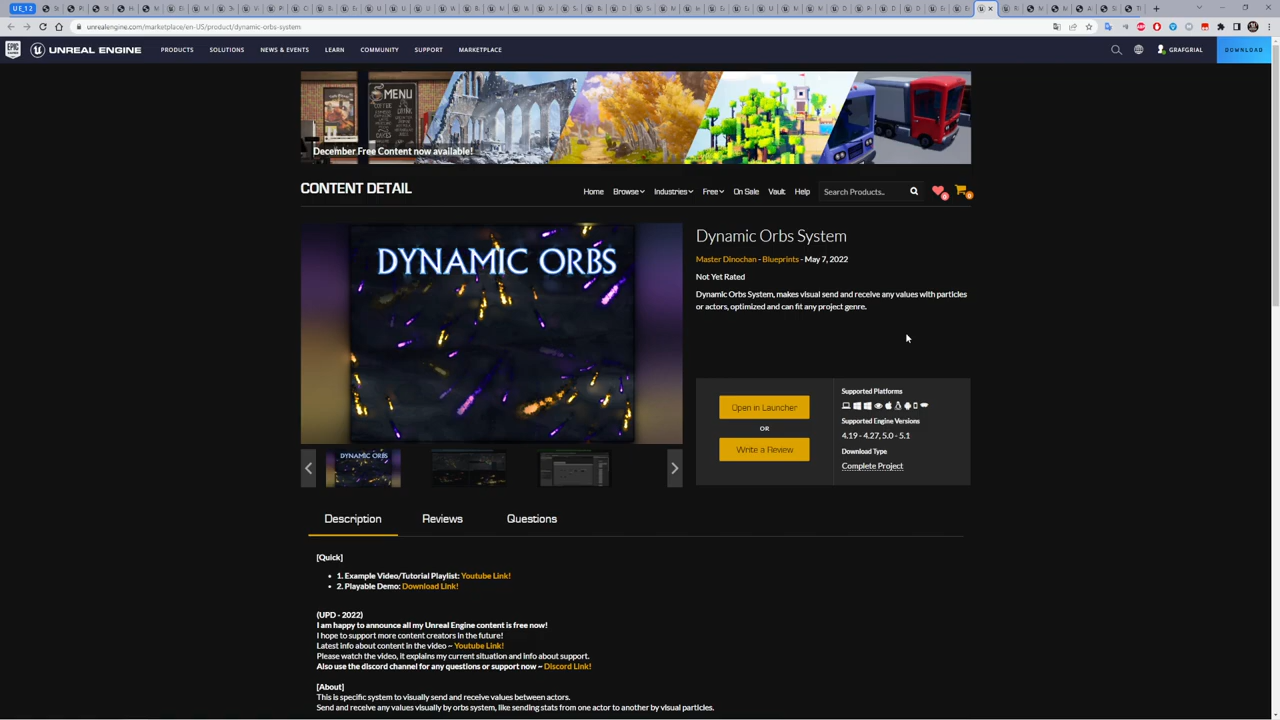 UE_12
unrealengine.com/marketplace/en-US/product/dynamic-orbs-system
UNREAL ENGINE PRODUCTS SOLUTIONS NEWS & EVENTS LEARN COMMUNITY SUPPORT MARKETPLACE GRAFGRIAL DOWNLOAD
MENU
December Free Content now available!
CONTENT DETAIL
Home Browse Industries Free On Sale Vault Help Search Products.. 0 0
DYNAMIC ORBS
Dynamic Orbs System
Master Dinochan - Blueprints - May 7, 2022
Not Yet Rated
Dynamic Orbs System, makes visual send and receive any values with particles
or actors, optimized and can fit any project genre.
Open in Launcher
OR
Write a Review
Supported Platforms
Supported Engine Versions
4.19 - 4.27, 5.0 - 5.1
Download Type
Complete Project
DYNAMIC ORBS
Description Reviews Questions
[Quick]
• 1. Example Video/Tutorial Playlist: Youtube Link!
• 2. Playable Demo: Download Link!
(UPD - 2022)
I am happy to announce all my Unreal Engine content is free now!
I hope to support more content creators in the future!
Latest info about content in the video ~ Youtube Link!
Please watch the video, it explains my current situation and info about support.
Also use the discord channel for any questions or support now ~ Discord Link!
[About]
This is specific system to visually send and receive values between actors.
Send and receive any values visually by orbs system, like sending stats from one actor to another by visual particles.